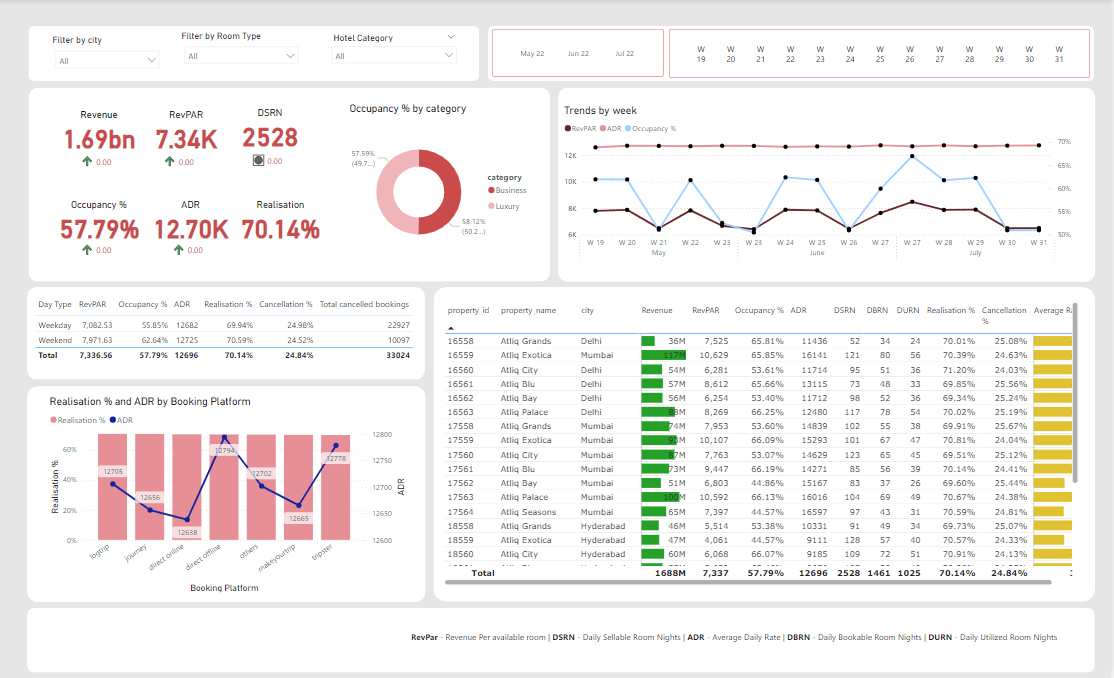 Filter by city
All
Filter by Room Type
All
Hotel Category
All
May 22 Jun 22 Jul 22
W 19 W 20 W 21 W 22 W 23 W 24 W 25 W 26 W 27 W 28 W 29 W 30 W 31
Revenue RevPAR DSRN
1.69bn 7.34K 2528
0.00 0.00 0.00
Occupancy % ADR Realisation
57.79% 12.70K 70.14%
0.00 0.00
Occupancy % by category
57.59%
(49.7...)
58.12%
(50.2...)
category
Business
Luxury
Trends by week
RevPAR ADR Occupancy %
12K
10K
8K
6K
70%
65%
60%
55%
50%
W 19 W 20 W 21 W 22 W 23 W 23 W 24 W 25 W 26 W 27 W 27 W 28 W 29 W 30 W 31
May June July
Day Type RevPAR Occupancy % ADR Realisation % Cancellation % Total cancelled bookings
Weekday 7,082.53 55.85% 12682 69.94% 24.98% 22927
Weekend 7,971.63 62.64% 12725 70.59% 24.52% 10097
Total 7,336.56 57.79% 12696 70.14% 24.84% 33024
Realisation % and ADR by Booking Platform
Realisation % ADR
Realisation %
60%
40%
20%
0%
12705 12656 12638 12794 12702 12665 12778
12800
12750
12700
12650
12600
ADR
logtrip journey direct online direct offline others makeyourtrip tripster
Booking Platform
property_id property_name city Revenue RevPAR Occupancy % ADR DSRN DBRN DURN Realisation % Cancellation % Average Ra
16558 Atliq Grands Delhi 36M 7,525 65.81% 11436 52 34 24 70.01% 25.08%
16559 Atliq Exotica Mumbai 117M 10,629 65.85% 16141 121 80 56 70.39% 24.63%
16560 Atliq City Delhi 54M 6,281 53.61% 11714 95 51 36 71.20% 24.03%
16561 Atliq Blu Delhi 57M 8,612 65.66% 13115 73 48 33 69.85% 25.56%
16562 Atliq Bay Delhi 56M 6,254 53.40% 11712 98 52 36 69.34% 25.24%
16563 Atliq Palace Delhi 88M 8,269 66.25% 12480 117 78 54 70.02% 25.19%
17558 Atliq Grands Mumbai 74M 7,953 53.60% 14839 102 55 38 69.91% 25.67%
17559 Atliq Exotica Mumbai 93M 10,107 66.09% 15293 101 67 47 70.81% 24.04%
17560 Atliq City Mumbai 87M 7,763 53.07% 14629 123 65 45 69.51% 25.12%
17561 Atliq Blu Mumbai 73M 9,447 66.19% 14271 85 56 39 70.14% 24.41%
17562 Atliq Bay Mumbai 51M 6,803 44.86% 15167 83 37 26 69.60% 25.44%
17563 Atliq Palace Mumbai 100M 10,592 66.13% 16016 104 69 49 70.67% 24.38%
17564 Atliq Seasons Mumbai 65M 7,397 44.57% 16597 97 43 31 70.59% 24.81%
18558 Atliq Grands Hyderabad 46M 5,514 53.38% 10331 91 49 34 69.73% 25.07%
18559 Atliq Exotica Hyderabad 47M 4,061 44.59% 9111 128 57 40 70.57% 24.33%
18560 Atliq City Hyderabad 60M 6,068 66.07% 9185 109 72 51 70.91% 24.13%
Total 1688M 7,337 57.79% 12696 2528 1461 1025 70.14% 24.84%
RevPar - Revenue Per available room | DSRN - Daily Sellable Room Nights | ADR - Average Daily Rate | DBRN - Daily Bookable Room Nights | DURN - Daily Utilized Room Nights